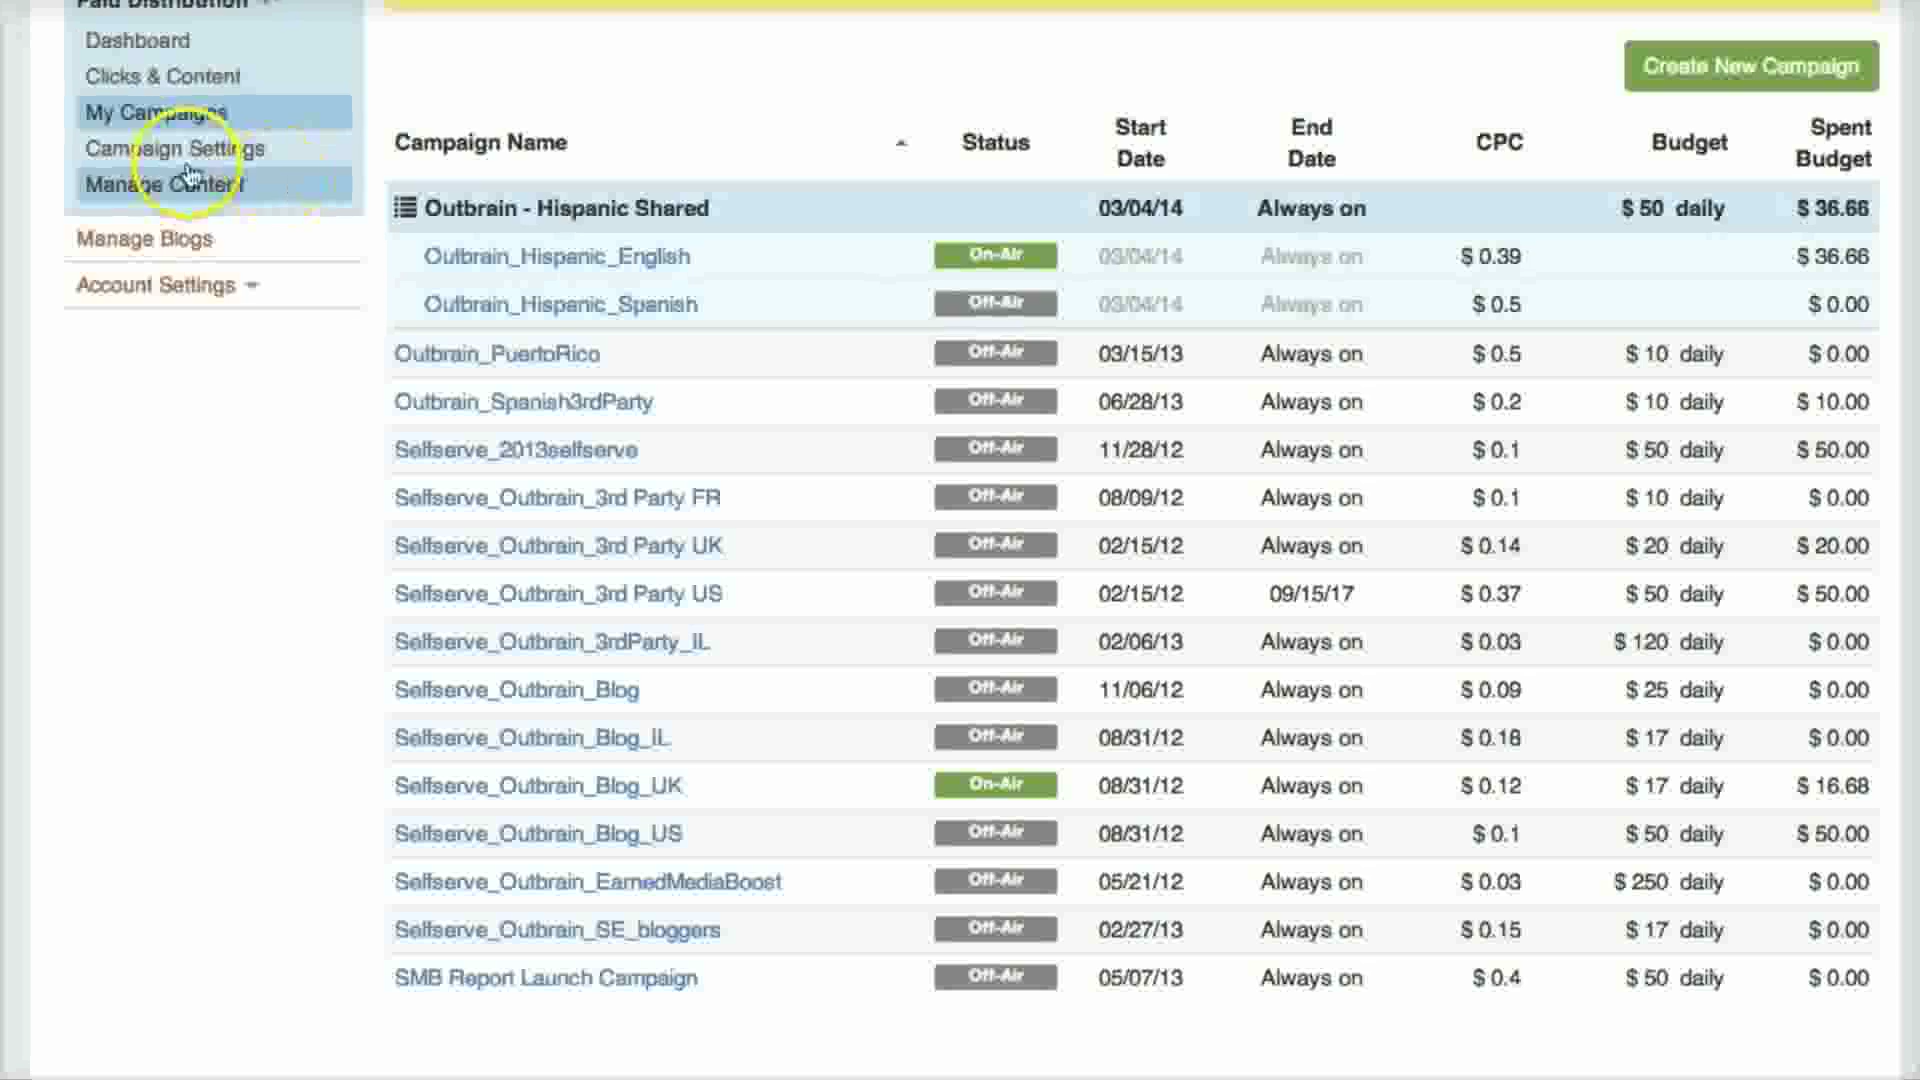 Paid Distribution
Dashboard
Clicks & Content
My Campaigns
Campaign Settings
Manage Content
Manage Blogs
Account Settings
Create New Campaign
Campaign Name Status Start Date End Date CPC Budget Spent Budget
Outbrain - Hispanic Shared 03/04/14 Always on $ 50 daily $ 36.66
Outbrain_Hispanic_English On-Air 03/04/14 Always on $ 0.39 $ 36.66
Outbrain_Hispanic_Spanish Off-Air 03/04/14 Always on $ 0.5 $ 0.00
Outbrain_PuertoRico Off-Air 03/15/13 Always on $ 0.5 $ 10 daily $ 0.00
Outbrain_Spanish3rdParty Off-Air 06/28/13 Always on $ 0.2 $ 10 daily $ 10.00
Selfserve_2013selfserve Off-Air 11/28/12 Always on $ 0.1 $ 50 daily $ 50.00
Selfserve_Outbrain_3rd Party FR Off-Air 08/09/12 Always on $ 0.1 $ 10 daily $ 0.00
Selfserve_Outbrain_3rd Party UK Off-Air 02/15/12 Always on $ 0.14 $ 20 daily $ 20.00
Selfserve_Outbrain_3rd Party US Off-Air 02/15/12 09/15/17 $ 0.37 $ 50 daily $ 50.00
Selfserve_Outbrain_3rdParty_IL Off-Air 02/06/13 Always on $ 0.03 $ 120 daily $ 0.00
Selfserve_Outbrain_Blog Off-Air 11/06/12 Always on $ 0.09 $ 25 daily $ 0.00
Selfserve_Outbrain_Blog_IL Off-Air 08/31/12 Always on $ 0.18 $ 17 daily $ 0.00
Selfserve_Outbrain_Blog_UK On-Air 08/31/12 Always on $ 0.12 $ 17 daily $ 16.68
Selfserve_Outbrain_Blog_US Off-Air 08/31/12 Always on $ 0.1 $ 50 daily $ 50.00
Selfserve_Outbrain_EarnedMediaBoost Off-Air 05/21/12 Always on $ 0.03 $ 250 daily $ 0.00
Selfserve_Outbrain_SE_bloggers Off-Air 02/27/13 Always on $ 0.15 $ 17 daily $ 0.00
SMB Report Launch Campaign Off-Air 05/07/13 Always on $ 0.4 $ 50 daily $ 0.00